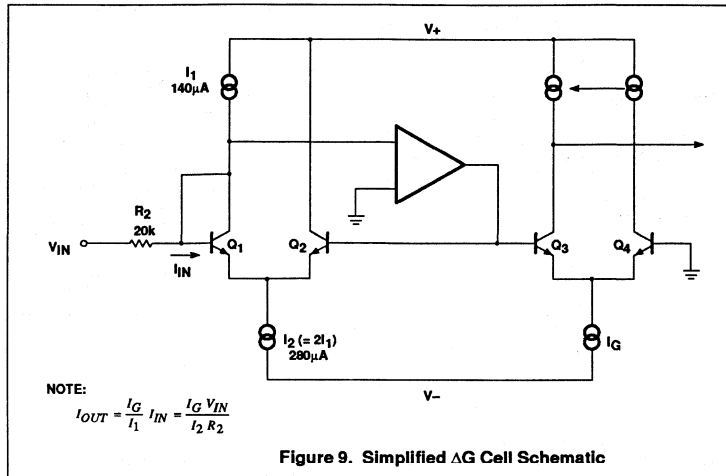 V+
I1
140μA
R2
20k
VIN
IIN
Q1
Q2
Q3
Q4
I2 (= 2I1)
280μA
IG
V–
NOTE:
IOUT = IG/I1 IIN = IG VIN/I2 R2
Figure 9. Simplified ΔG Cell Schematic